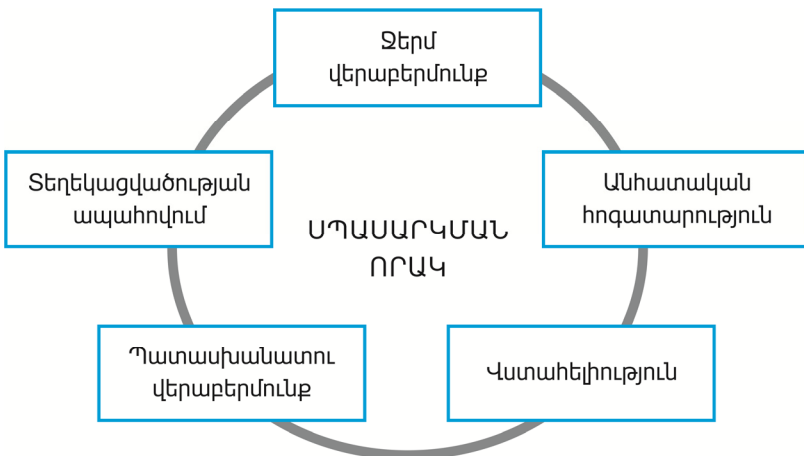 Ջերմ
վերաբերմունք
Տեղեկացվածության
ապահովում
Անհատական
հոգատարություն
ՍՊԱՍԱՐԿՄԱՆ
ՈՐԱԿ
Պատասխանատու
վերաբերմունք
Վստահելիություն